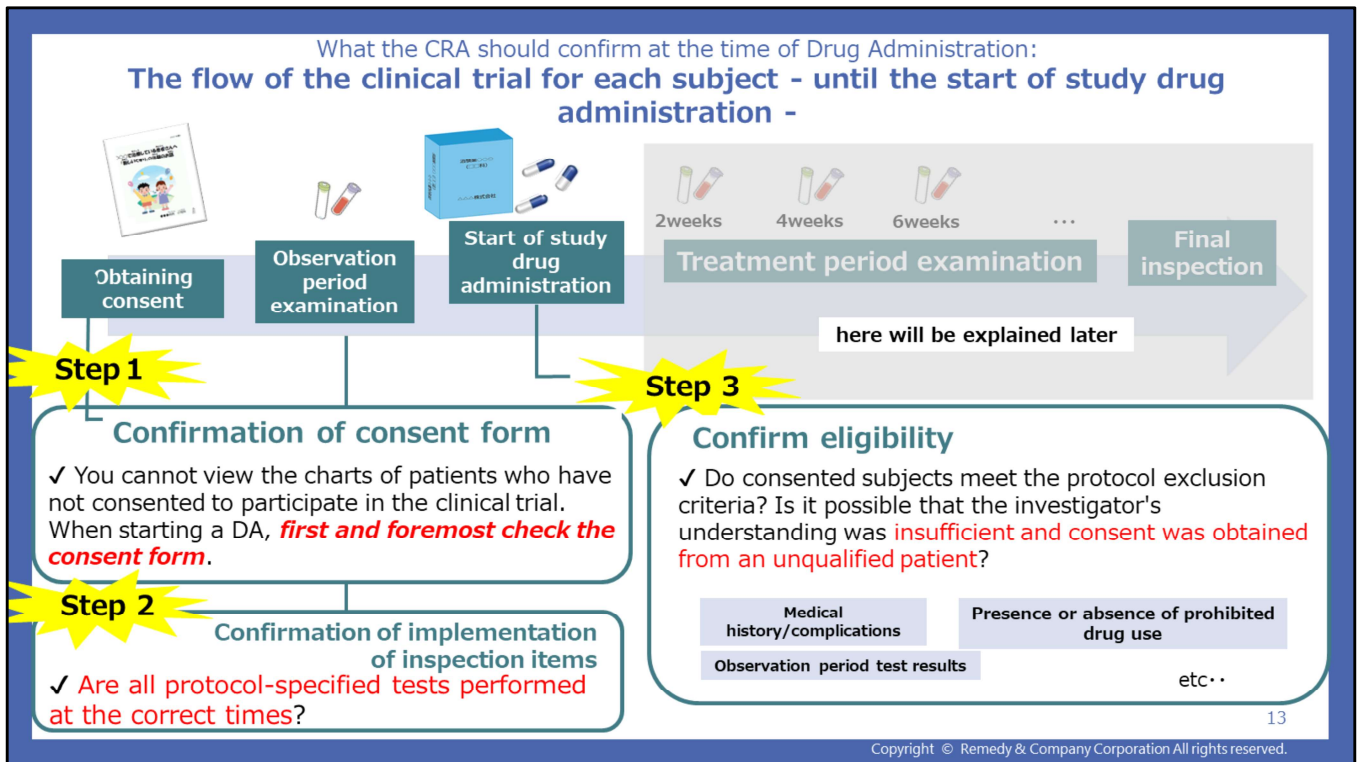 What the CRA should confirm at the time of Drug Administration:
The flow of the clinical trial for each subject - until the start of study drug
administration -
2weeks
4weeks
6weeks
...
Obtaining
consent
Observation
period
examination
Start of study
drug
administration
Treatment period examination
Final
inspection
here will be explained later
Step 1
Confirmation of consent form
✓ You cannot view the charts of patients who have
not consented to participate in the clinical trial.
When starting a DA, first and foremost check the
consent form.
Step 2
Confirmation of implementation
of inspection items
✓ Are all protocol-specified tests performed
at the correct times?
Step 3
Confirm eligibility
✓ Do consented subjects meet the protocol exclusion
criteria? Is it possible that the investigator's
understanding was insufficient and consent was obtained
from an unqualified patient?
Medical
history/complications
Presence or absence of prohibited
drug use
Observation period test results
etc・・
13
Copyright © Remedy & Company Corporation All rights reserved.